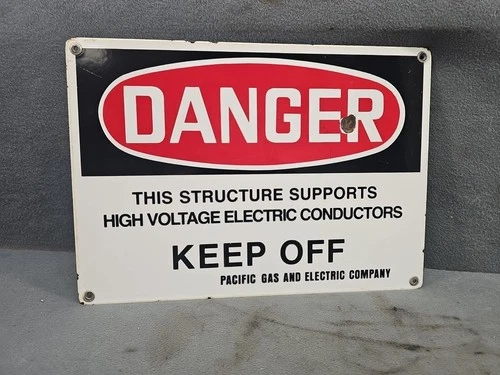 DANGER
THIS STRUCTURE SUPPORTS
HIGH VOLTAGE ELECTRIC CONDUCTORS
KEEP OFF
PACIFIC GAS AND ELECTRIC COMPANY